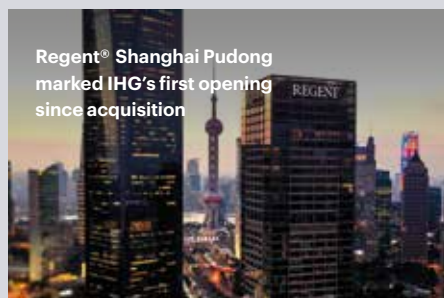 Regent® Shanghai Pudong
marked IHG’s first opening
since acquisition
REGENT